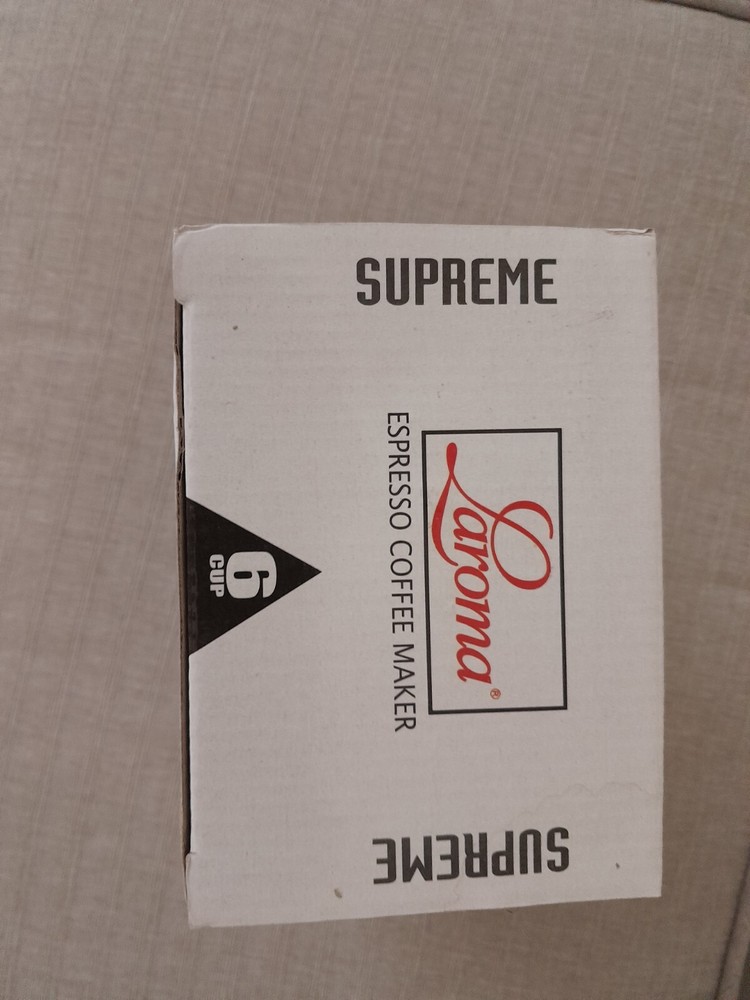 SUPREME
Laroma®
ESPRESSO COFFEE MAKER
6
CUP
SUPREME